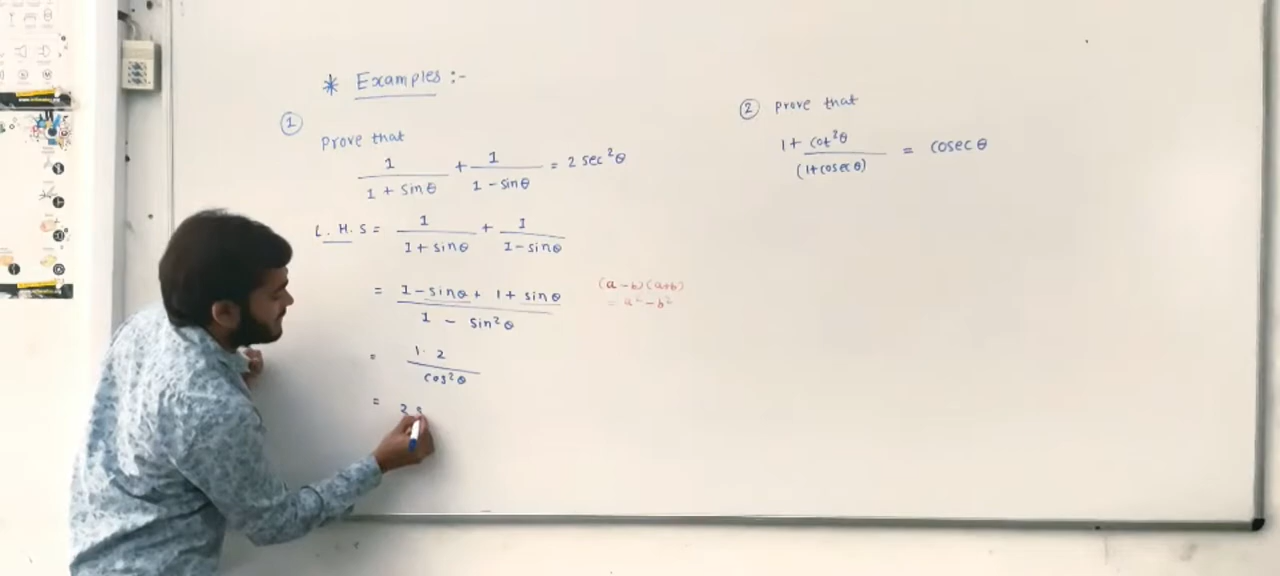 * Examples :-
① Prove that
1/(1 + sinθ) + 1/(1 - sinθ) = 2 sec²θ
L.H.S = 1/(1 + sinθ) + 1/(1 - sinθ)
= (1 - sinθ + 1 + sinθ)/(1 - sin²θ)
(a - b)(a+b)
= a² - b²
= 1. 2/cos²θ
= 2 s
② Prove that
1 + cot²θ/(1+cosecθ) = cosecθ